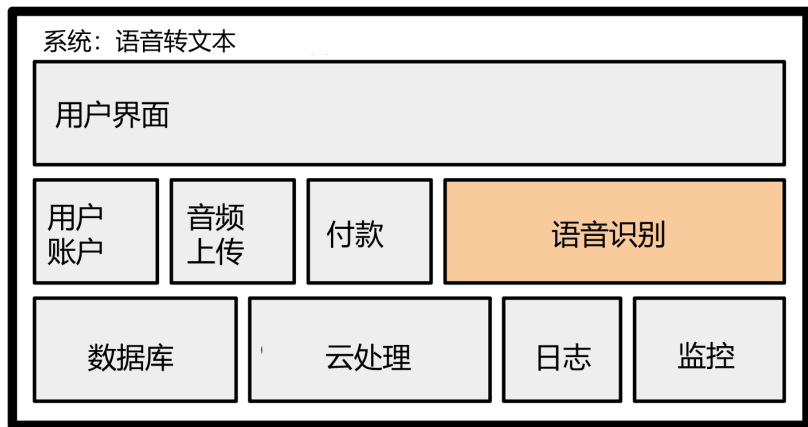 系统：语音转文本
用户界面
用户
账户
音频
上传
付款
语音识别
数据库
云处理
日志
监控